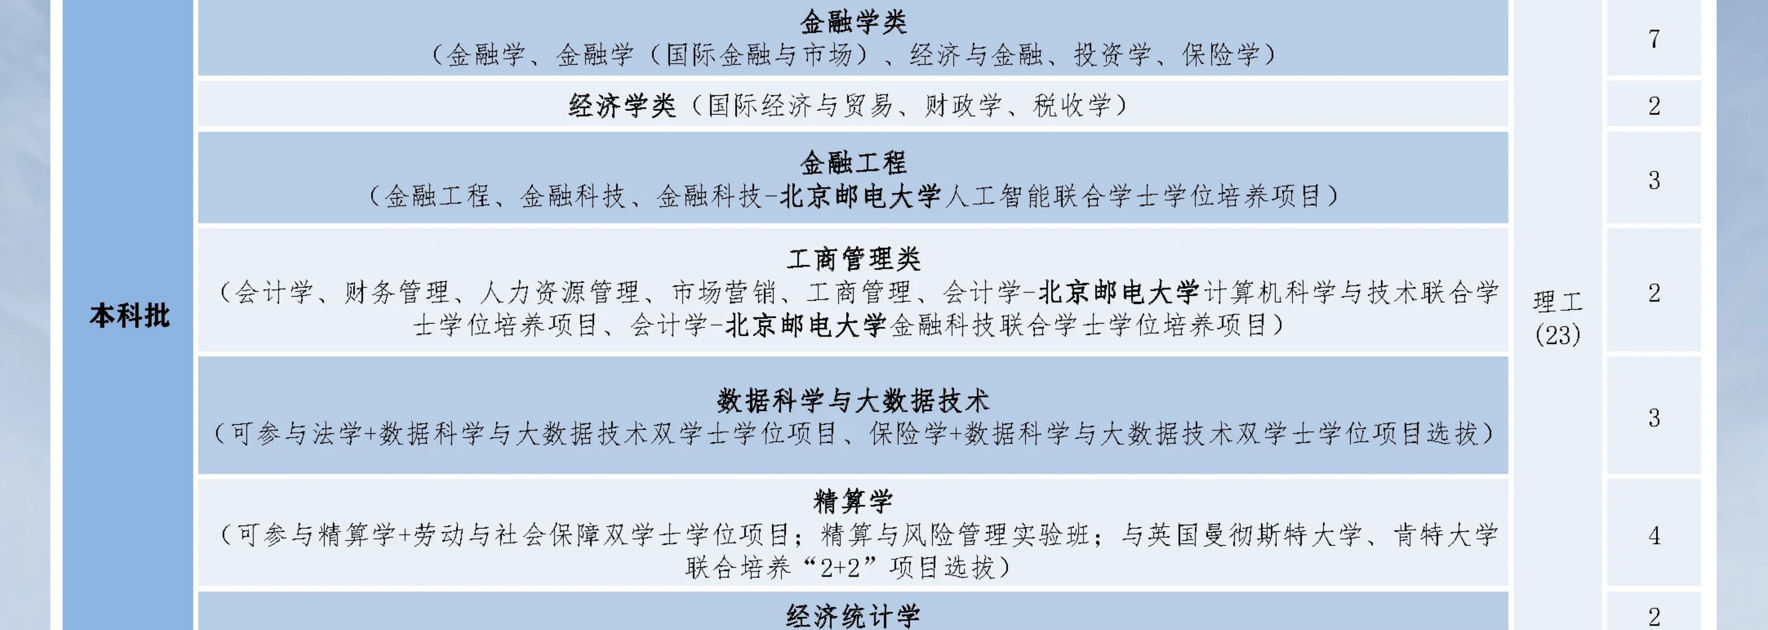 金融学类
（金融学、金融学（国际金融与市场）、经济与金融、投资学、保险学）
7
经济学类（国际经济与贸易、财政学、税收学）
2
金融工程
（金融工程、金融科技、金融科技-北京邮电大学人工智能联合学士学位培养项目）
3
工商管理类
（会计学、财务管理、人力资源管理、市场营销、工商管理、会计学-北京邮电大学计算机科学与技术联合学
士学位培养项目、会计学-北京邮电大学金融科技联合学士学位培养项目）
2
本科批
理工
(23)
数据科学与大数据技术
（可参与法学+数据科学与大数据技术双学士学位项目、保险学+数据科学与大数据技术双学士学位项目选拔）
3
精算学
（可参与精算学+劳动与社会保障双学士学位项目；精算与风险管理实验班；与英国曼彻斯特大学、肯特大学
联合培养“2+2”项目选拔）
4
经济统计学
2